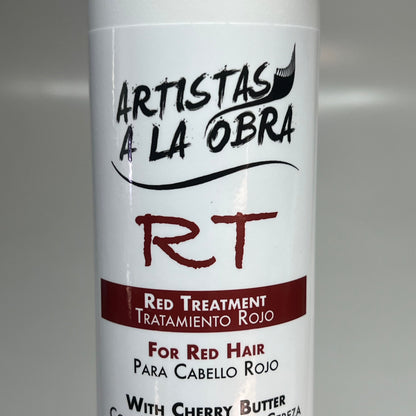 ARTISTAS
A LA OBRA
RT
RED TREATMENT
TRATAMIENTO ROJO
FOR RED HAIR
PARA CABELLO ROJO
WITH CHERRY BUTTER